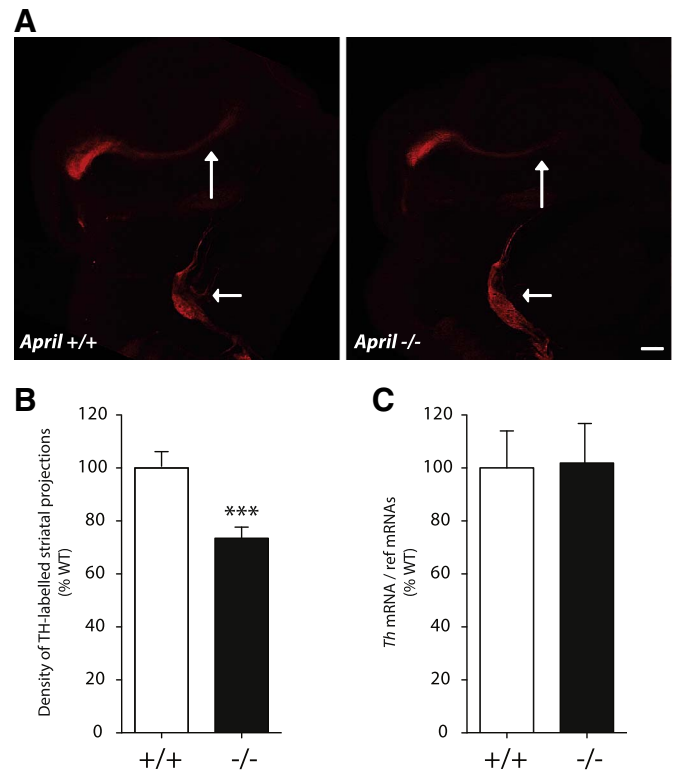 A
April +/+
April -/-
B
Density of TH-labelled striatal projections
(% WT)
120
100
80
60
40
20
0
***
+/+
-/-
C
Th mRNA / ref mRNAs
(% WT)
120
100
80
60
40
20
0
+/+
-/-